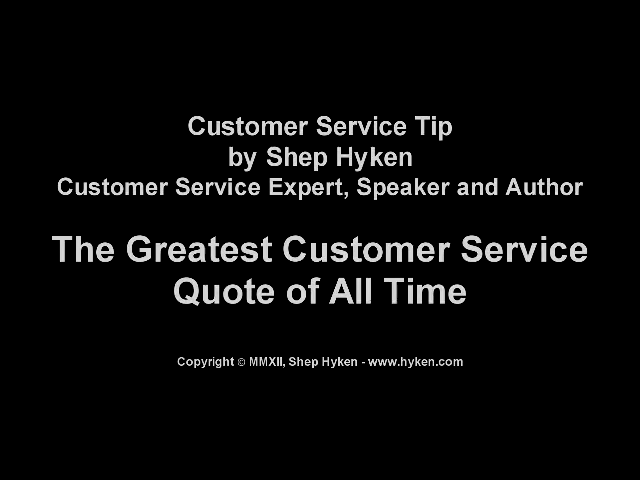 Customer Service Tip
by Shep Hyken
Customer Service Expert, Speaker and Author
The Greatest Customer Service
Quote of All Time
Copyright © MMXII, Shep Hyken - www.hyken.com